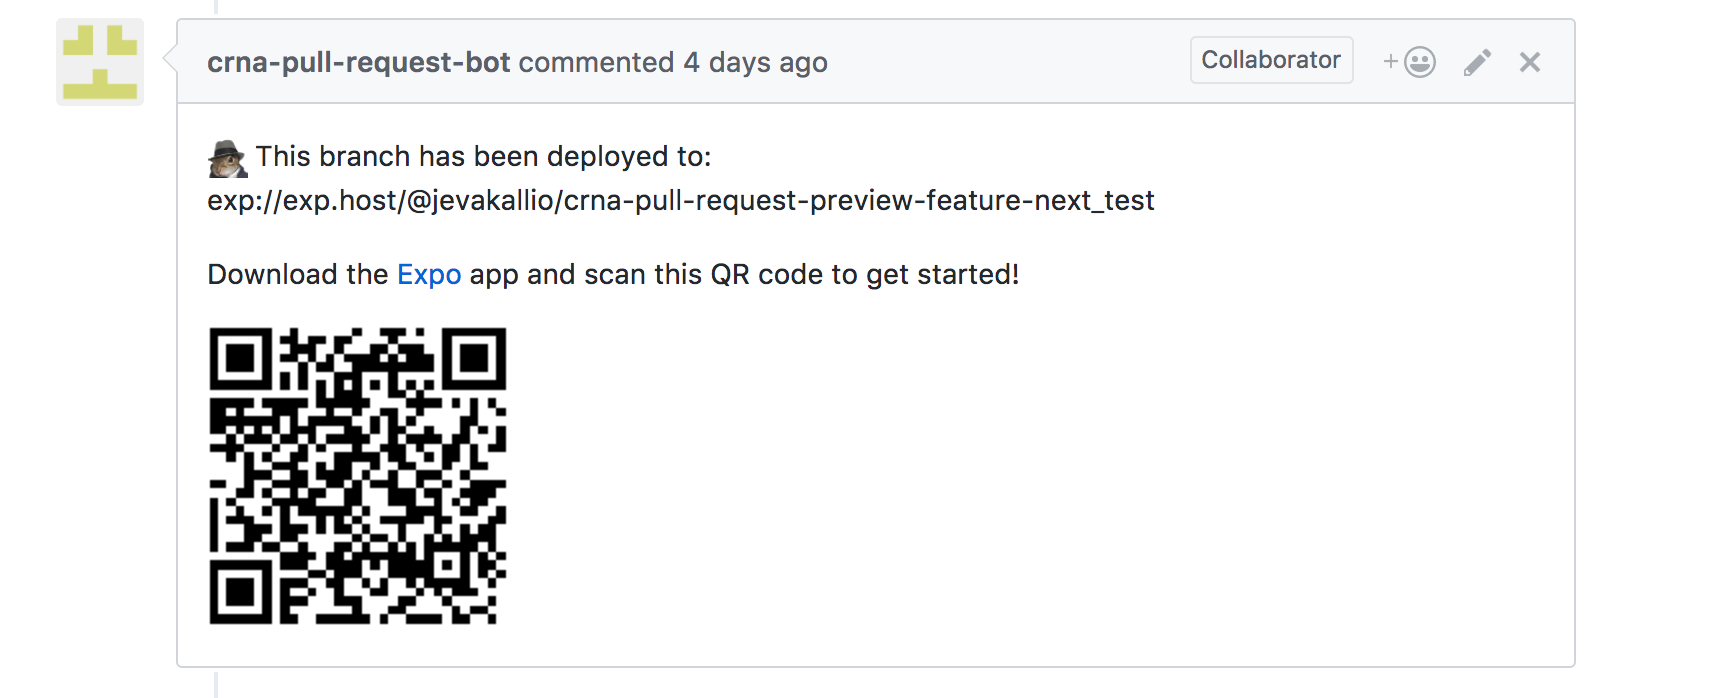 crna-pull-request-bot commented 4 days ago
Collaborator
This branch has been deployed to:
exp://exp.host/@jevakallio/crna-pull-request-preview-feature-next_test
Download the Expo app and scan this QR code to get started!